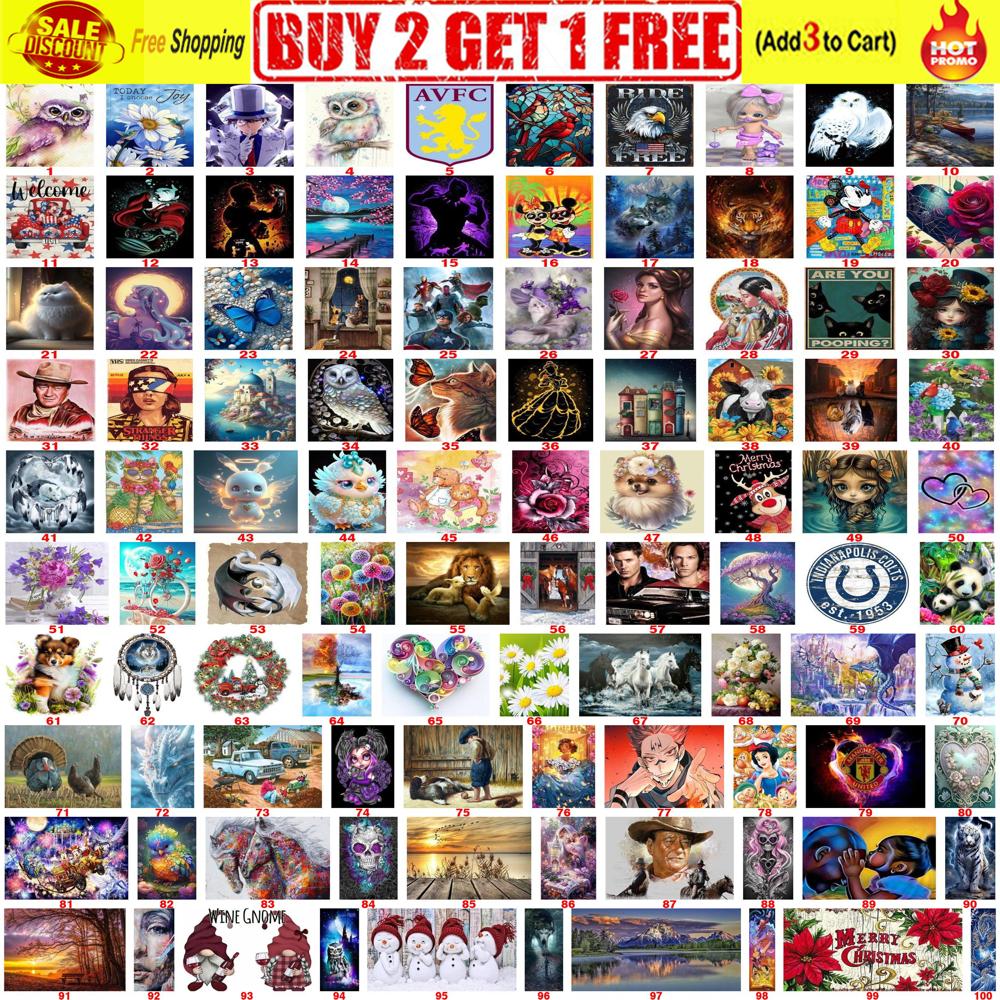 SALE
DISCOUNT
Free Shopping
BUY 2 GET 1 FREE
(Add 3 to Cart)
HOT
PROMO
TODAY
I choose Joy
AVFC
RIDE
FREE
1 2 3 4 5 6 7 8 9 10
Welcome
11 12 13 14 15 16 17 18 19 20
ARE YOU
POOPING?
21 22 23 24 25 26 27 28 29 30
STRANGER
THINGS
31 32 33 34 35 36 37 38 39 40
Merry
Christmas
41 42 43 44 45 46 47 48 49 50
INDIANAPOLIS COLTS
est. 1953
51 52 53 54 55 56 57 58 59 60
61 62 63 64 65 66 67 68 69 70
MANCHESTER
UNITED
71 72 73 74 75 76 77 78 79 80
81 82 83 84 85 86 87 88 89 90
WINE GNOME
MERRY
CHRISTMAS
91 92 93 94 95 96 97 98 99 100